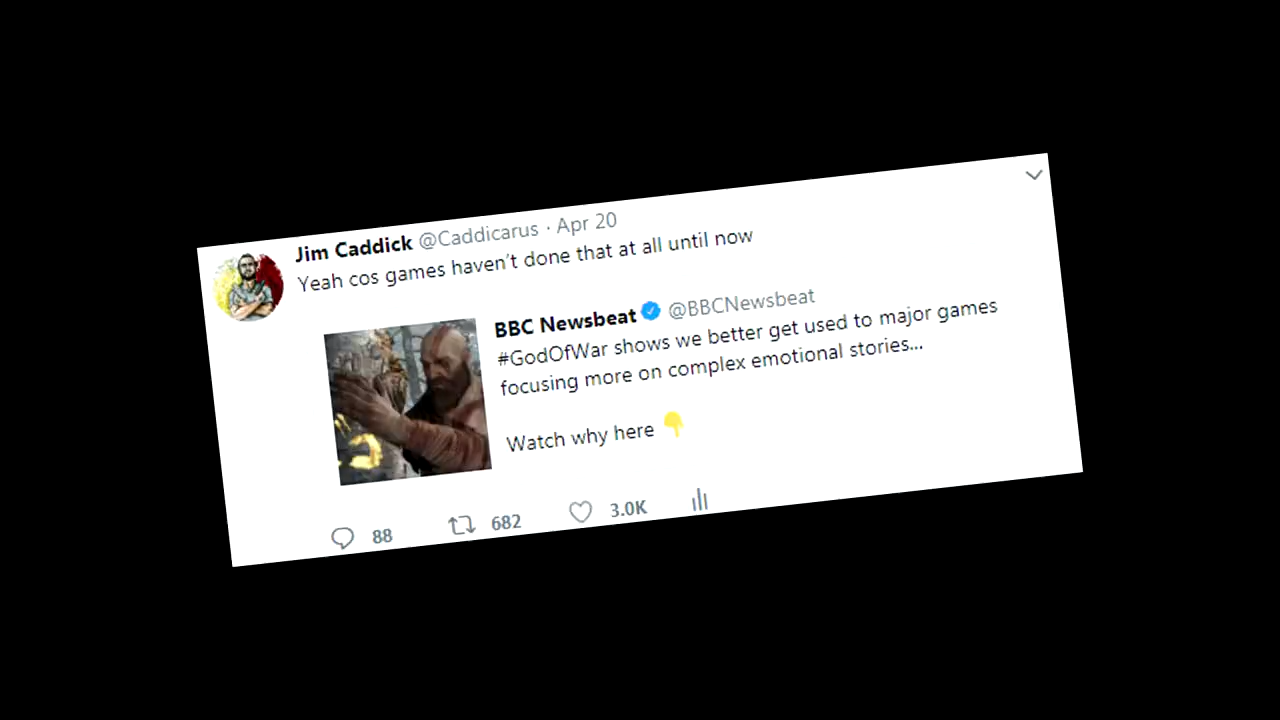 Jim Caddick @Caddicarus · Apr 20
Yeah cos games haven't done that at all until now
BBC Newsbeat @BBCNewsbeat
#GodOfWar shows we better get used to major games
focusing more on complex emotional stories...
Watch why here 👇
88 682 3.0K